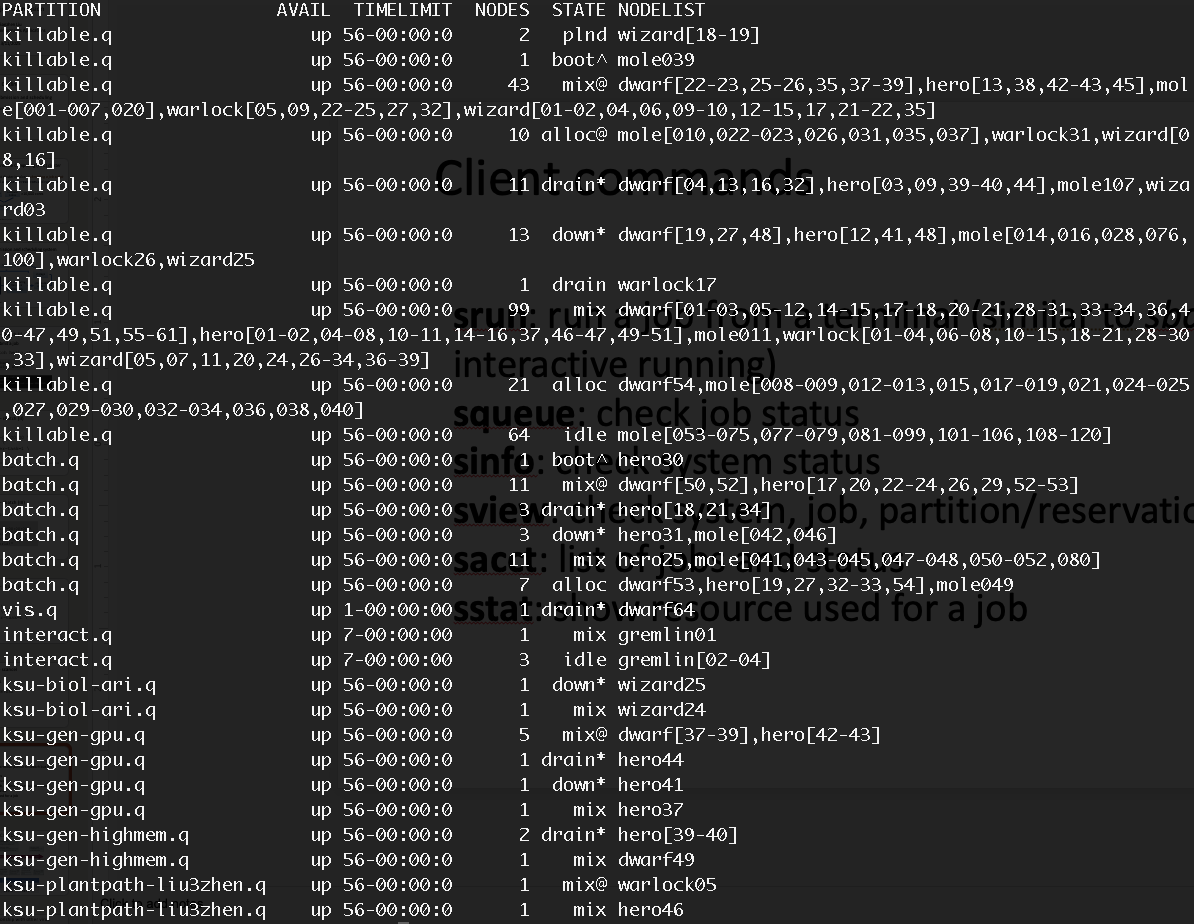 PARTITION AVAIL TIMELIMIT NODES STATE NODELIST
killable.q up 56-00:00:0 2 plnd wizard[18-19]
killable.q up 56-00:00:0 1 boot^ mole039
killable.q up 56-00:00:0 43 mix@ dwarf[22-23,25-26,35,37-39],hero[13,38,42-43,45],mol
e[001-007,020],warlock[05,09,22-25,27,32],wizard[01-02,04,06,09-10,12-15,17,21-22,35]
killable.q up 56-00:00:0 10 alloc@ mole[010,022-023,026,031,035,037],warlock31,wizard[0
8,16]
killable.q up 56-00:00:0 11 drain* dwarf[04,13,16,32],hero[03,09,39-40,44],mole107,wiza
rd03
killable.q up 56-00:00:0 13 down* dwarf[19,27,48],hero[12,41,48],mole[014,016,028,076,
100],warlock26,wizard25
killable.q up 56-00:00:0 1 drain warlock17
killable.q up 56-00:00:0 99 mix dwarf[01-03,05-12,14-15,17-18,20-21,28-31,33-34,36,4
0-47,49,51,55-61],hero[01-02,04-08,10-11,14-16,37,46-47,49-51],mole011,warlock[01-04,06-08,10-15,18-21,28-30
,33],wizard[05,07,11,20,24,26-34,36-39]
killable.q up 56-00:00:0 21 alloc dwarf54,mole[008-009,012-013,015,017-019,021,024-025
,027,029-030,032-034,036,038,040]
killable.q up 56-00:00:0 64 idle mole[053-075,077-079,081-099,101-106,108-120]
batch.q up 56-00:00:0 1 boot^ hero30
batch.q up 56-00:00:0 11 mix@ dwarf[50,52],hero[17,20,22-24,26,29,52-53]
batch.q up 56-00:00:0 3 drain* hero[18,21,34]
batch.q up 56-00:00:0 3 down* hero31,mole[042,046]
batch.q up 56-00:00:0 11 mix hero25,mole[041,043-045,047-048,050-052,080]
batch.q up 56-00:00:0 7 alloc dwarf53,hero[19,27,32-33,54],mole049
vis.q up 1-00:00:00 1 drain* dwarf64
interact.q up 7-00:00:00 1 mix gremlin01
interact.q up 7-00:00:00 3 idle gremlin[02-04]
ksu-biol-ari.q up 56-00:00:0 1 down* wizard25
ksu-biol-ari.q up 56-00:00:0 1 mix wizard24
ksu-gen-gpu.q up 56-00:00:0 5 mix@ dwarf[37-39],hero[42-43]
ksu-gen-gpu.q up 56-00:00:0 1 drain* hero44
ksu-gen-gpu.q up 56-00:00:0 1 down* hero41
ksu-gen-gpu.q up 56-00:00:0 1 mix hero37
ksu-gen-highmem.q up 56-00:00:0 2 drain* hero[39-40]
ksu-gen-highmem.q up 56-00:00:0 1 mix dwarf49
ksu-plantpath-liu3zhen.q up 56-00:00:0 1 mix@ warlock05
ksu-plantpath-liu3zhen.q up 56-00:00:0 1 mix hero46
Client commands
srun: run a job from a terminal (similar to
interactive running)
squeue: check job status
sinfo: check system status
sview: check system, job, partition/reservatio
sacct: list of jobs and status
sstat: show resource used for a job